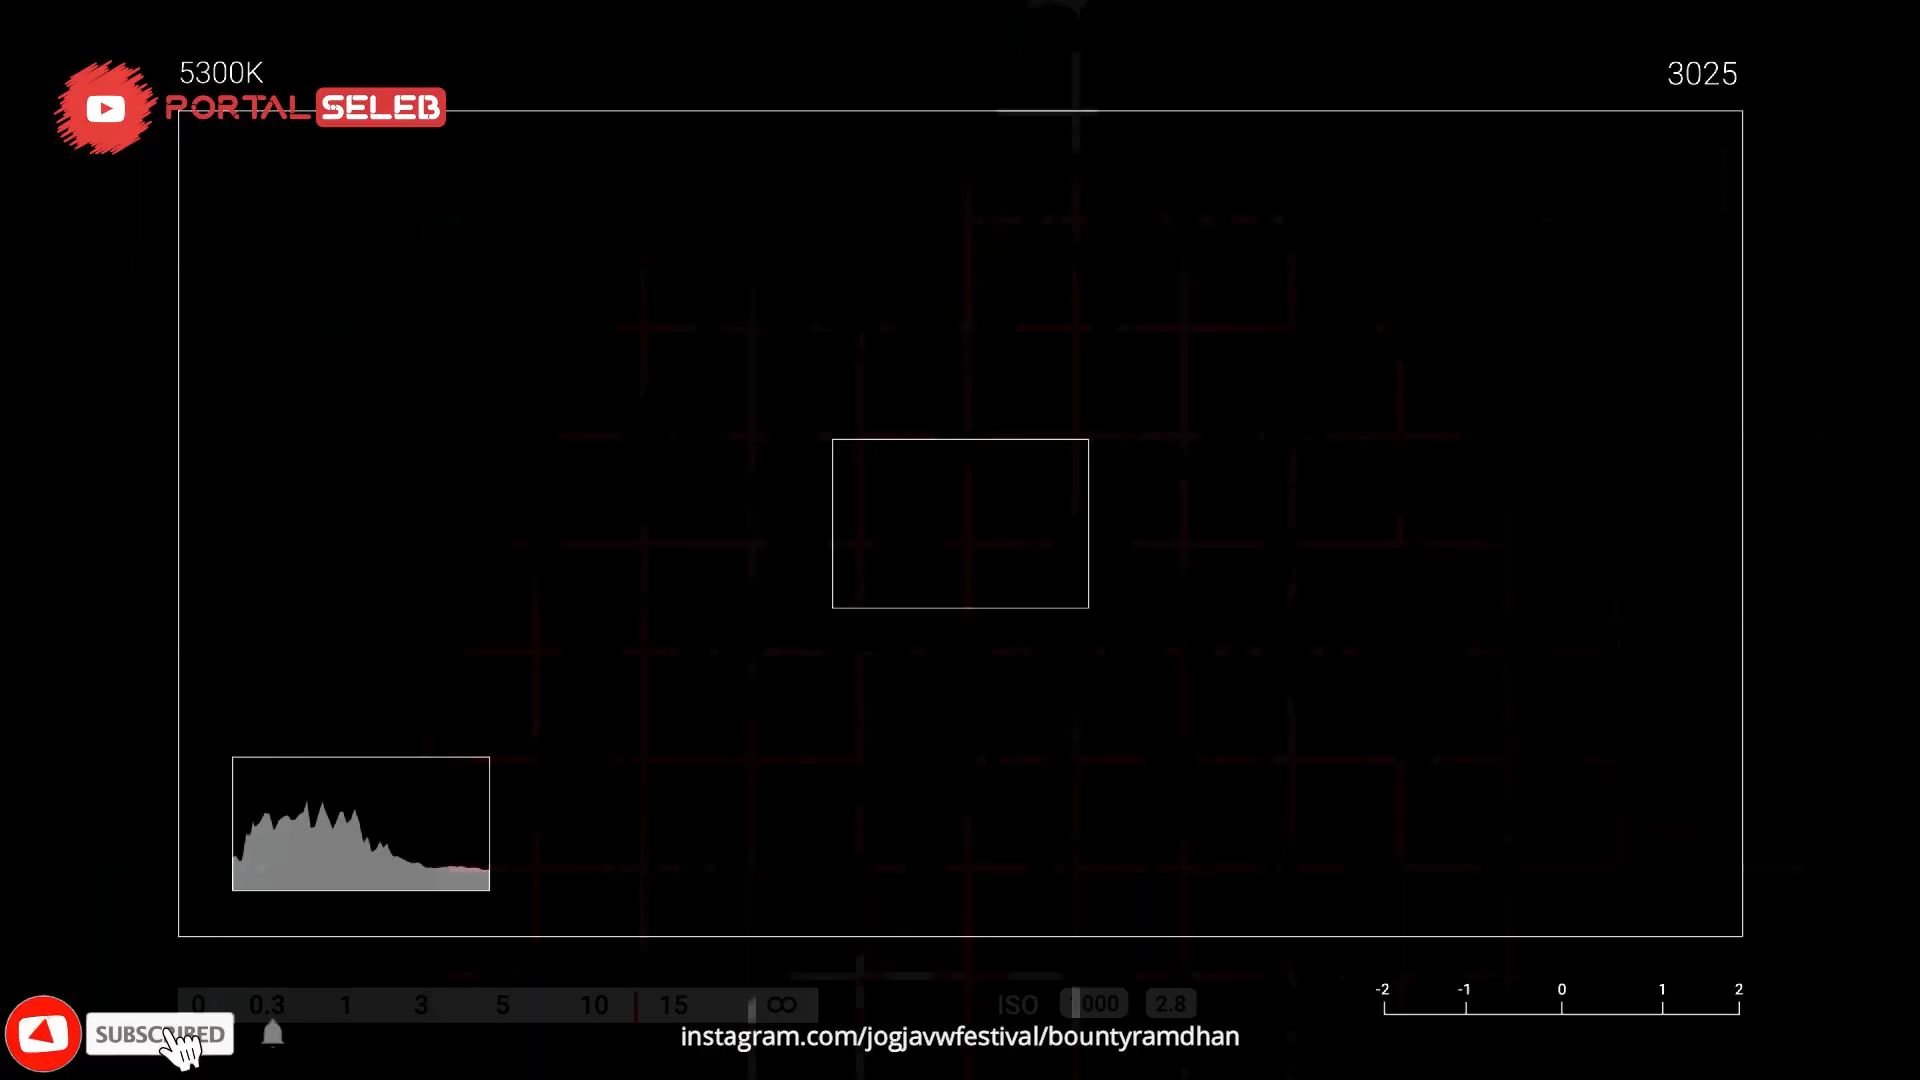 5300K
3025
PORTAL SELEB
0 0.3 1 3 5 10 15 ∞
ISO 1000 2.8
-2 -1 0 1 2
SUBSCRIBED
instagram.com/jogjavwfestival/bountyramdhan